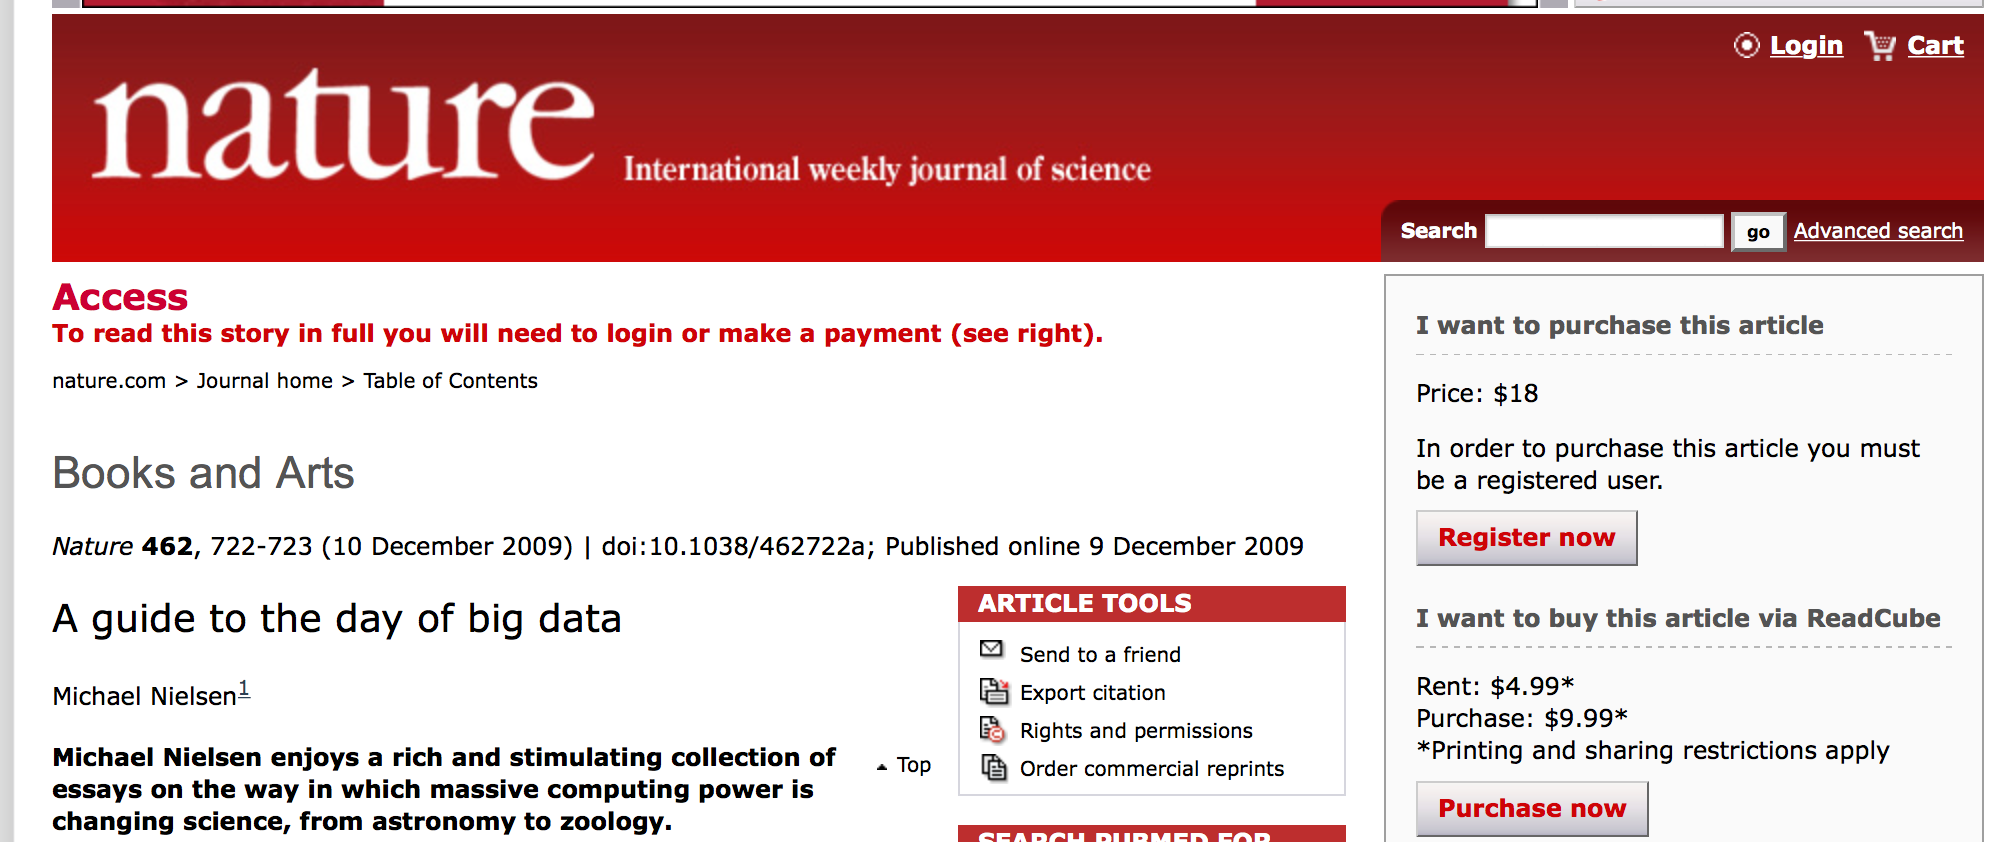 Login Cart
nature International weekly journal of science
Search go Advanced search
Access
To read this story in full you will need to login or make a payment (see right).
nature.com > Journal home > Table of Contents
Books and Arts
Nature 462, 722-723 (10 December 2009) | doi:10.1038/462722a; Published online 9 December 2009
A guide to the day of big data
Michael Nielsen1
Michael Nielsen enjoys a rich and stimulating collection of
essays on the way in which massive computing power is
changing science, from astronomy to zoology.
Top
ARTICLE TOOLS
Send to a friend
Export citation
Rights and permissions
Order commercial reprints
SEARCH PUBMED FOR
I want to purchase this article
Price: $18
In order to purchase this article you must
be a registered user.
Register now
I want to buy this article via ReadCube
Rent: $4.99*
Purchase: $9.99*
*Printing and sharing restrictions apply
Purchase now